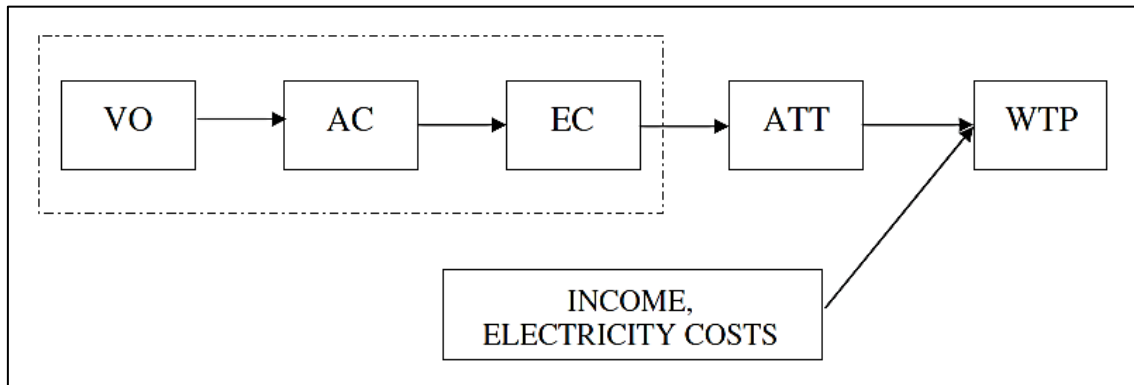 VO
AC
EC
ATT
WTP
INCOME,
ELECTRICITY COSTS